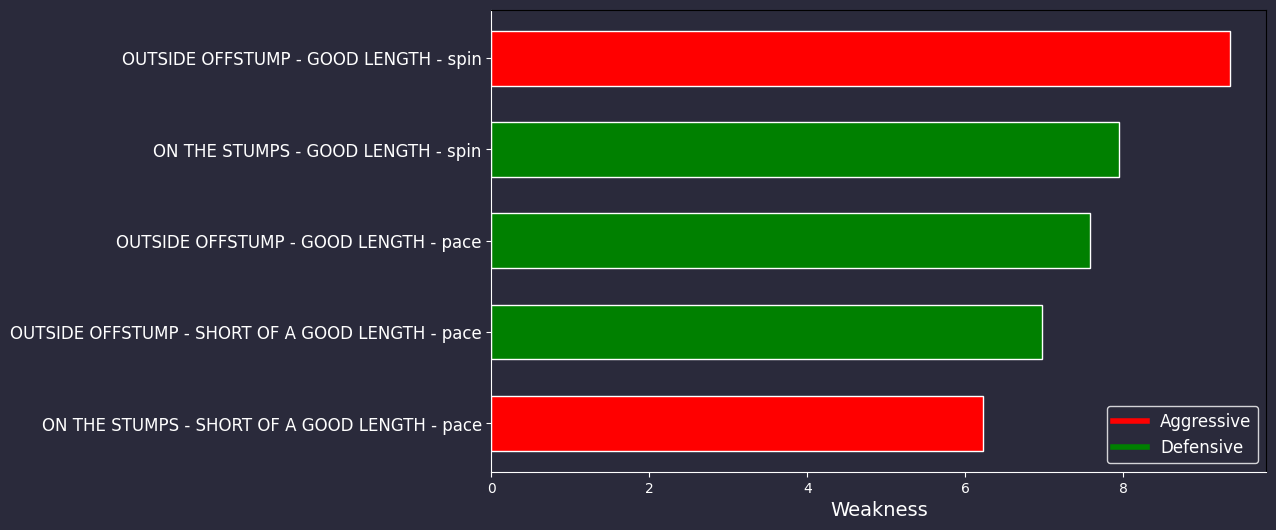 OUTSIDE OFFSTUMP - GOOD LENGTH - spin
ON THE STUMPS - GOOD LENGTH - spin
OUTSIDE OFFSTUMP - GOOD LENGTH - pace
OUTSIDE OFFSTUMP - SHORT OF A GOOD LENGTH - pace
ON THE STUMPS - SHORT OF A GOOD LENGTH - pace
Aggressive
Defensive
0 2 4 6 8
Weakness